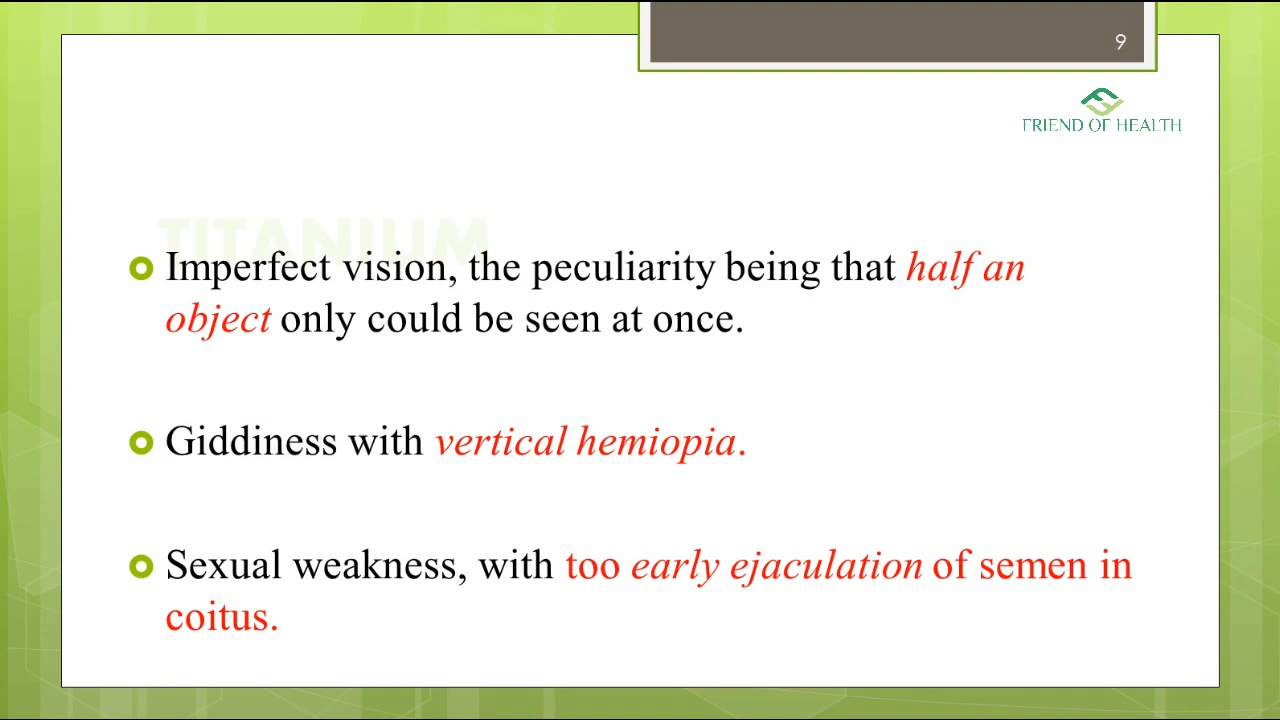 9
FRIEND OF HEALTH
TITANIUM
Imperfect vision, the peculiarity being that half an
object only could be seen at once.
Giddiness with vertical hemiopia.
Sexual weakness, with too early ejaculation of semen in
coitus.